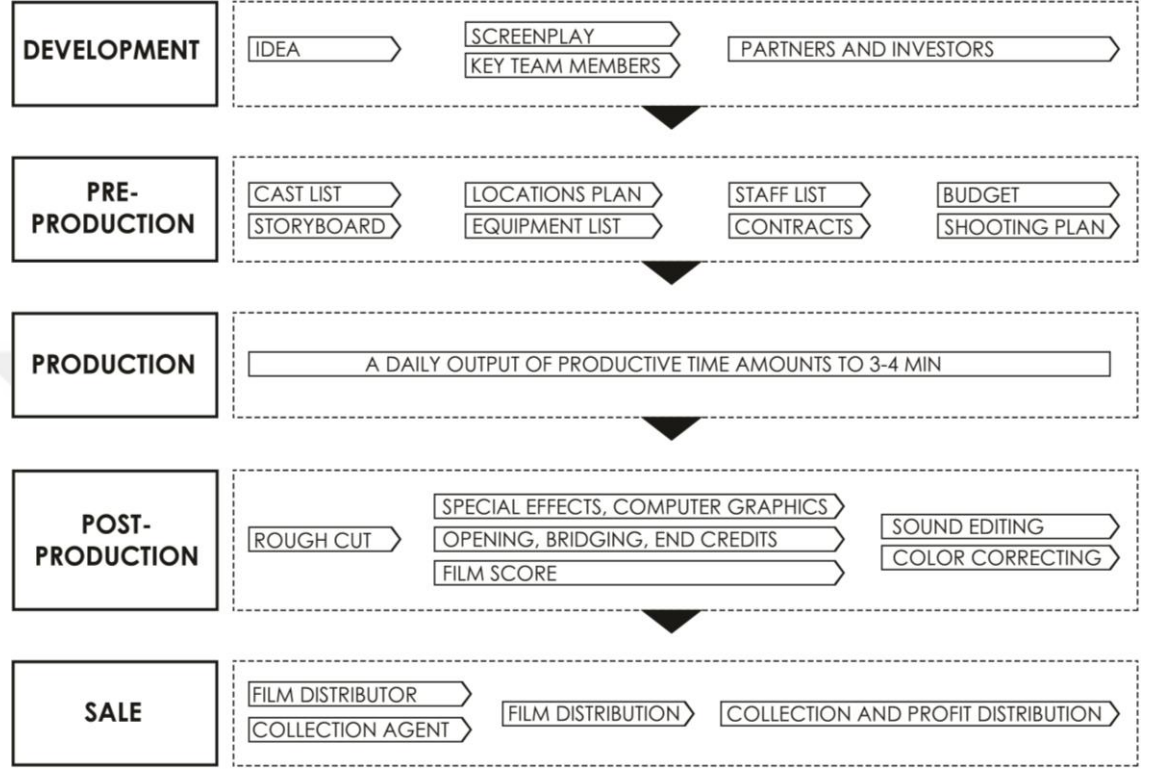 DEVELOPMENT
IDEA
SCREENPLAY
KEY TEAM MEMBERS
PARTNERS AND INVESTORS
PRE-
PRODUCTION
CAST LIST
STORYBOARD
LOCATIONS PLAN
EQUIPMENT LIST
STAFF LIST
CONTRACTS
BUDGET
SHOOTING PLAN
PRODUCTION
A DAILY OUTPUT OF PRODUCTIVE TIME AMOUNTS TO 3-4 MIN
POST-
PRODUCTION
ROUGH CUT
SPECIAL EFFECTS, COMPUTER GRAPHICS
OPENING, BRIDGING, END CREDITS
FILM SCORE
SOUND EDITING
COLOR CORRECTING
SALE
FILM DISTRIBUTOR
COLLECTION AGENT
FILM DISTRIBUTION
COLLECTION AND PROFIT DISTRIBUTION